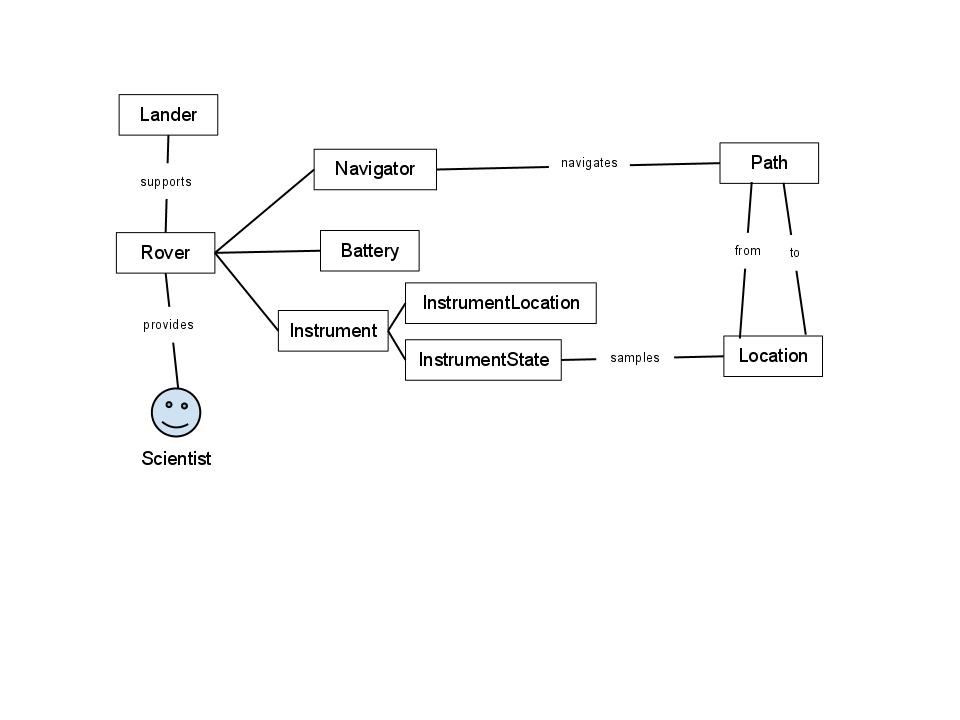 Lander
supports
Rover
provides
Scientist
Navigator
navigates
Path
Battery
from
to
Instrument
InstrumentLocation
InstrumentState
samples
Location